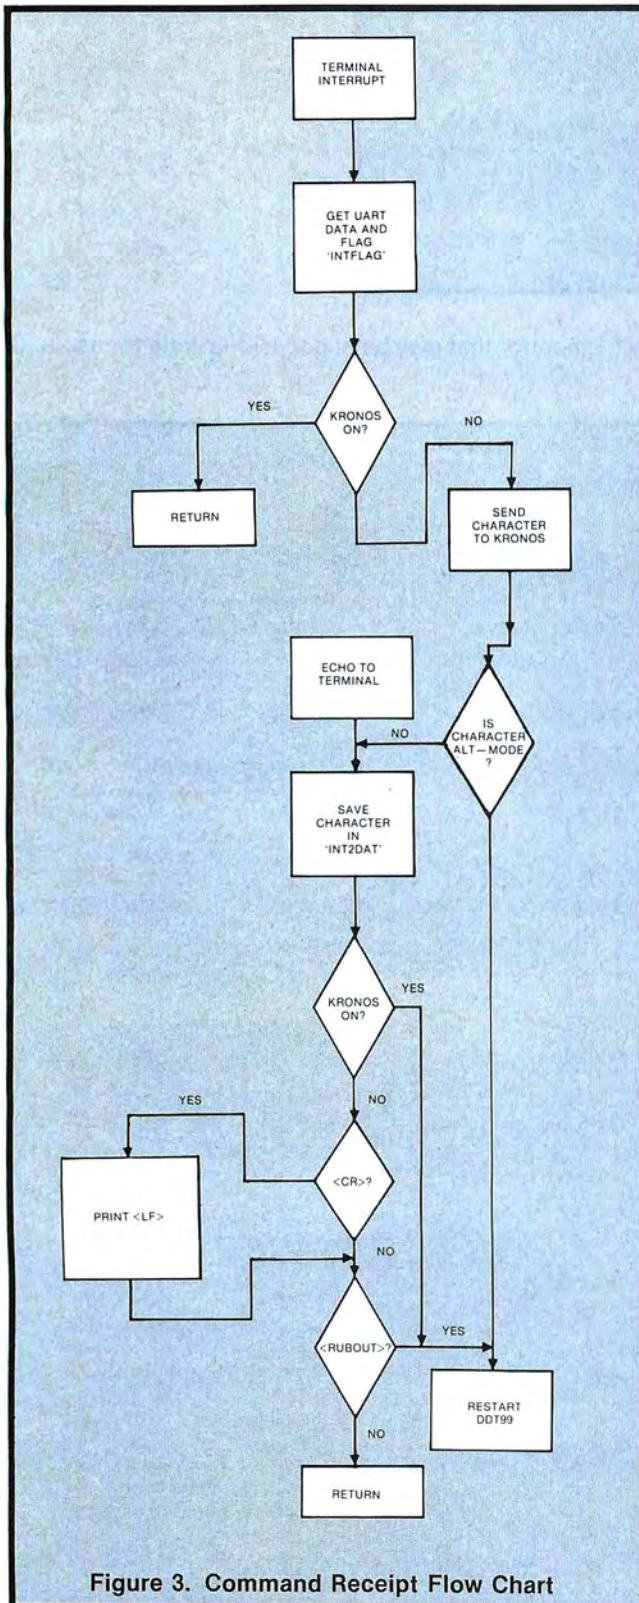 TERMINAL
INTERRUPT
GET UART
DATA AND
FLAG
'INTFLAG'
YES
KRONOS
ON?
NO
RETURN
SEND
CHARACTER
TO KRONOS
ECHO TO
TERMINAL
IS
CHARACTER
ALT—MODE
?
NO
SAVE
CHARACTER
IN
'INT2DAT'
KRONOS
ON?
YES
NO
YES
<CR>?
PRINT <LF>
NO
<RUBOUT>?
YES
RESTART
DDT99
NO
RETURN
Figure 3. Command Receipt Flow Chart